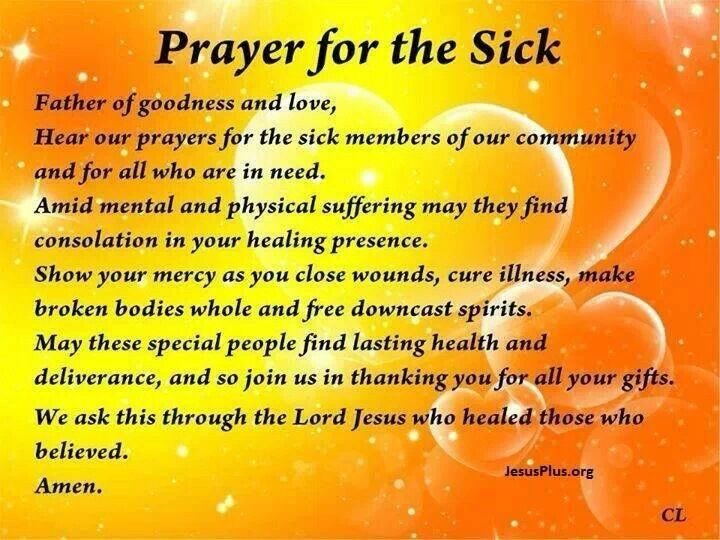 Prayer for the Sick
Father of goodness and love,
Hear our prayers for the sick members of our community
and for all who are in need.
Amid mental and physical suffering may they find
consolation in your healing presence.
Show your mercy as you close wounds, cure illness, make
broken bodies whole and free downcast spirits.
May these special people find lasting health and
deliverance, and so join us in thanking you for all your gifts.
We ask this through the Lord Jesus who healed those who
believed.
JesusPlus.org
Amen.
CL